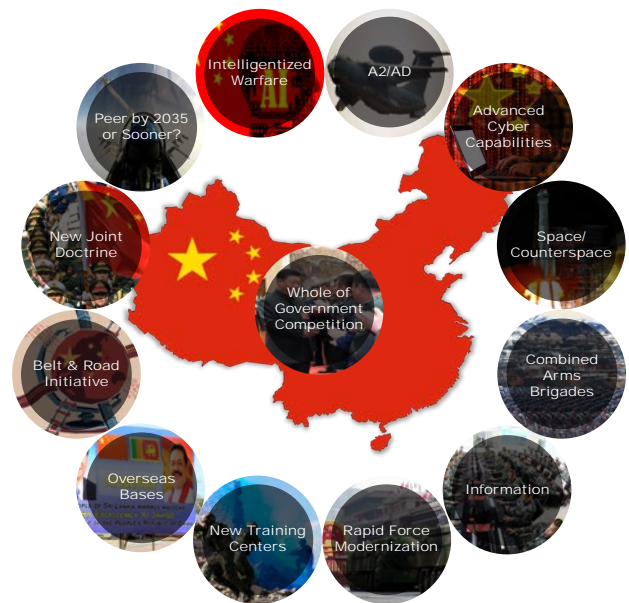 Intelligentized
Warfare
AI
A2/AD
Advanced
Cyber
Capabilities
Space/
Counterspace
Combined
Arms
Brigades
Information
Rapid Force
Modernization
New Training
Centers
Overseas
Bases
Belt & Road
Initiative
New Joint
Doctrine
Peer by 2035
or Sooner?
Whole of
Government
Competition